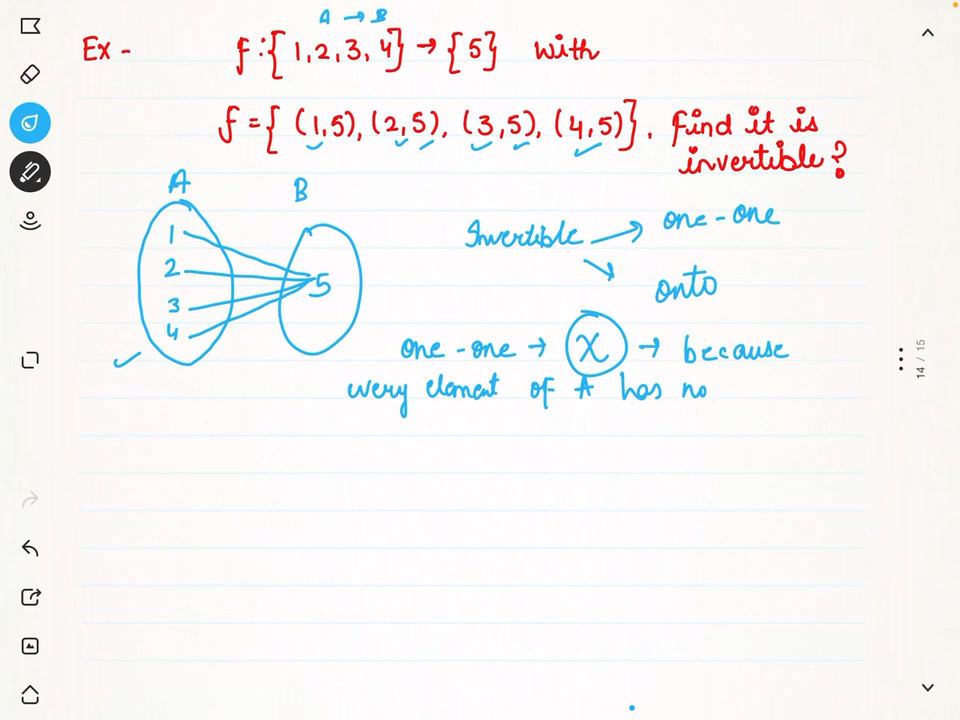 A → B
Ex - f:{1,2,3,4} → {5} with
f = { (1,5), (2,5), (3,5), (4,5)}. Find it is
invertible?
A B
1
2
3
4
5
Invertible → one-one
→ onto
one-one → X → because
every element of A has no
14 / 15